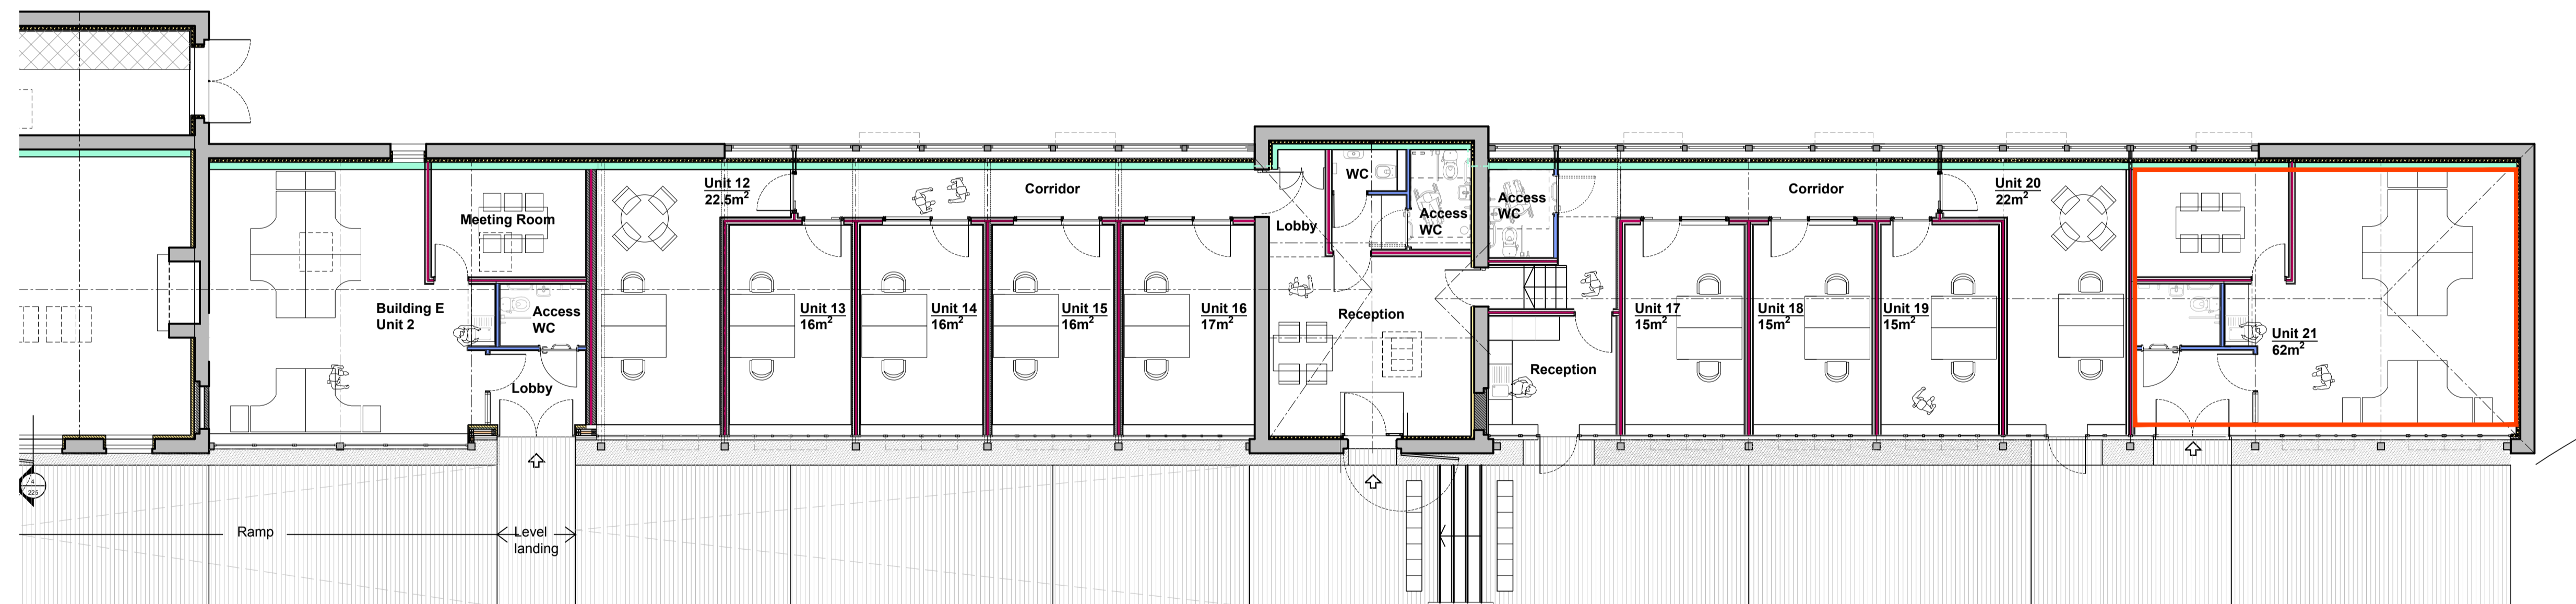 Unit 12
22.5m²
Corridor
WC
Lobby
Access
WC
Access
WC
Corridor
Unit 20
22m²
Meeting Room
Building E
Unit 2
Access
WC
Lobby
Unit 13
16m²
Unit 14
16m²
Unit 15
16m²
Unit 16
17m²
Reception
Reception
Unit 17
15m²
Unit 18
15m²
Unit 19
15m²
Unit 21
62m²
4
225
Ramp
Level
landing